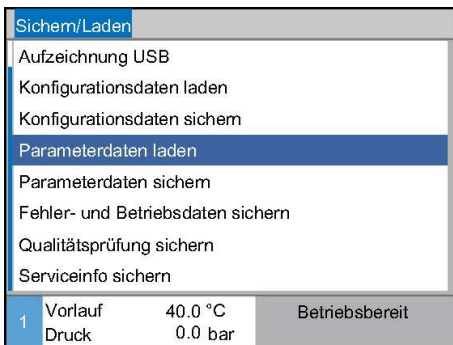 Sichern/Laden
Aufzeichnung USB
Konfigurationsdaten laden
Konfigurationsdaten sichern
Parameterdaten laden
Parameterdaten sichern
Fehler- und Betriebsdaten sichern
Qualitätsprüfung sichern
Serviceinfo sichern
1 Vorlauf 40.0 °C Betriebsbereit
Druck 0.0 bar